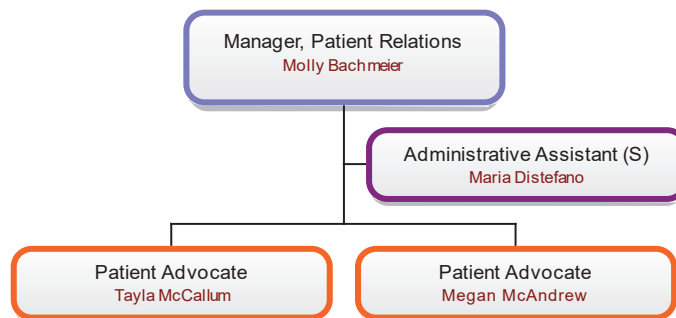 Manager, Patient Relations
Molly Bachmeier
Administrative Assistant (S)
Maria Distefano
Patient Advocate
Tayla McCallum
Patient Advocate
Megan McAndrew